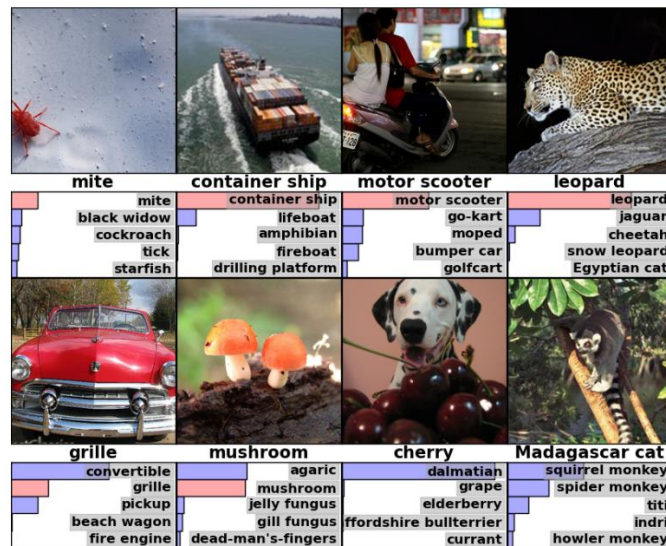 mite
container ship
motor scooter
leopard
mite
black widow
cockroach
tick
starfish
container ship
lifeboat
amphibian
fireboat
drilling platform
motor scooter
go-kart
moped
bumper car
golfcart
leopard
jaguar
cheetah
snow leopard
Egyptian cat
grille
mushroom
cherry
Madagascar cat
convertible
grille
pickup
beach wagon
fire engine
agaric
mushroom
jelly fungus
gill fungus
dead-man's-fingers
dalmatian
grape
elderberry
ffordshire bullterrier
currant
squirrel monkey
spider monkey
titi
indri
howler monkey